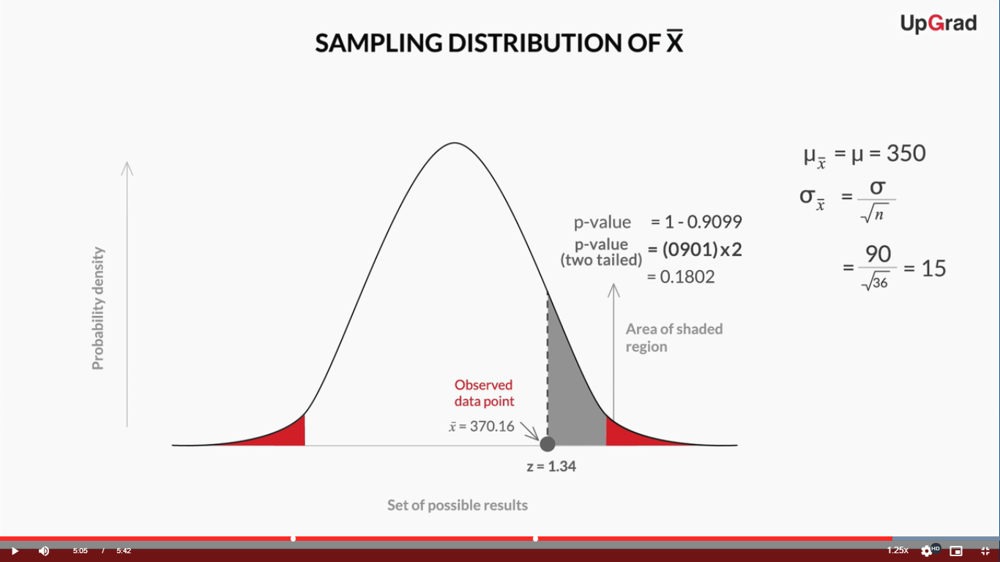 UpGrad
SAMPLING DISTRIBUTION OF X̅
μx̄ = μ = 350
σx̄ = σ / √n
= 90 / √36 = 15
p-value = 1 - 0.9099
p-value (two tailed) = (0901)x2
= 0.1802
Probability density
Area of shaded
region
Observed
data point
x̄ = 370.16
z = 1.34
Set of possible results
5:05 / 5:42
1.25x
HD